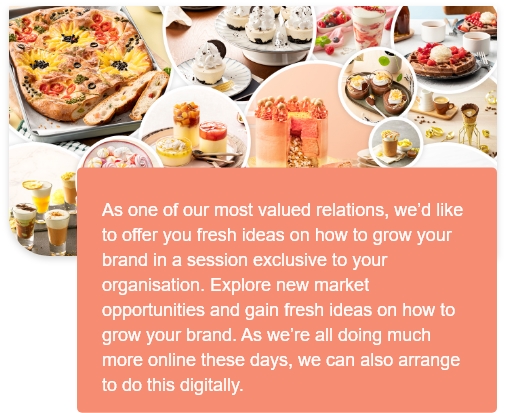 As one of our most valued relations, we’d like
to offer you fresh ideas on how to grow your
brand in a session exclusive to your
organisation. Explore new market
opportunities and gain fresh ideas on how to
grow your brand. As we’re all doing much
more online these days, we can also arrange
to do this digitally.